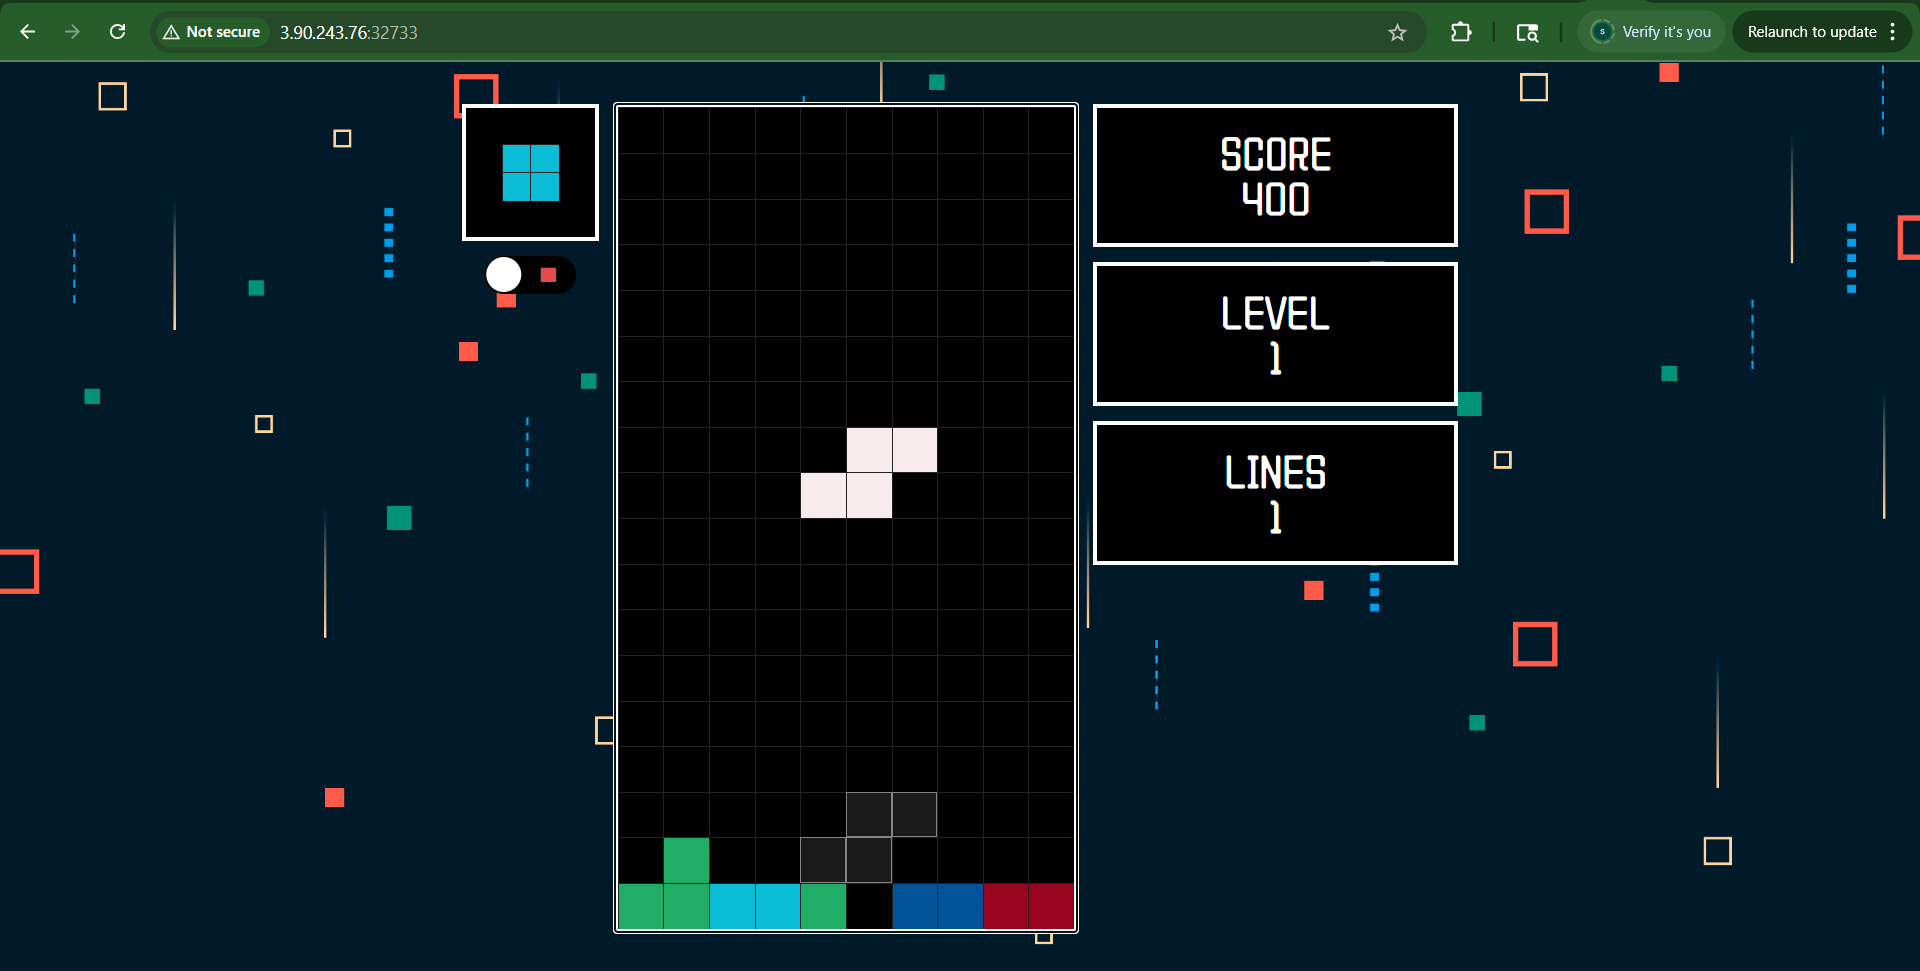 Not secure
3.90.243.76:32733
Verify it's you
Relaunch to update
S
SCORE
400
LEVEL
1
LINES
1